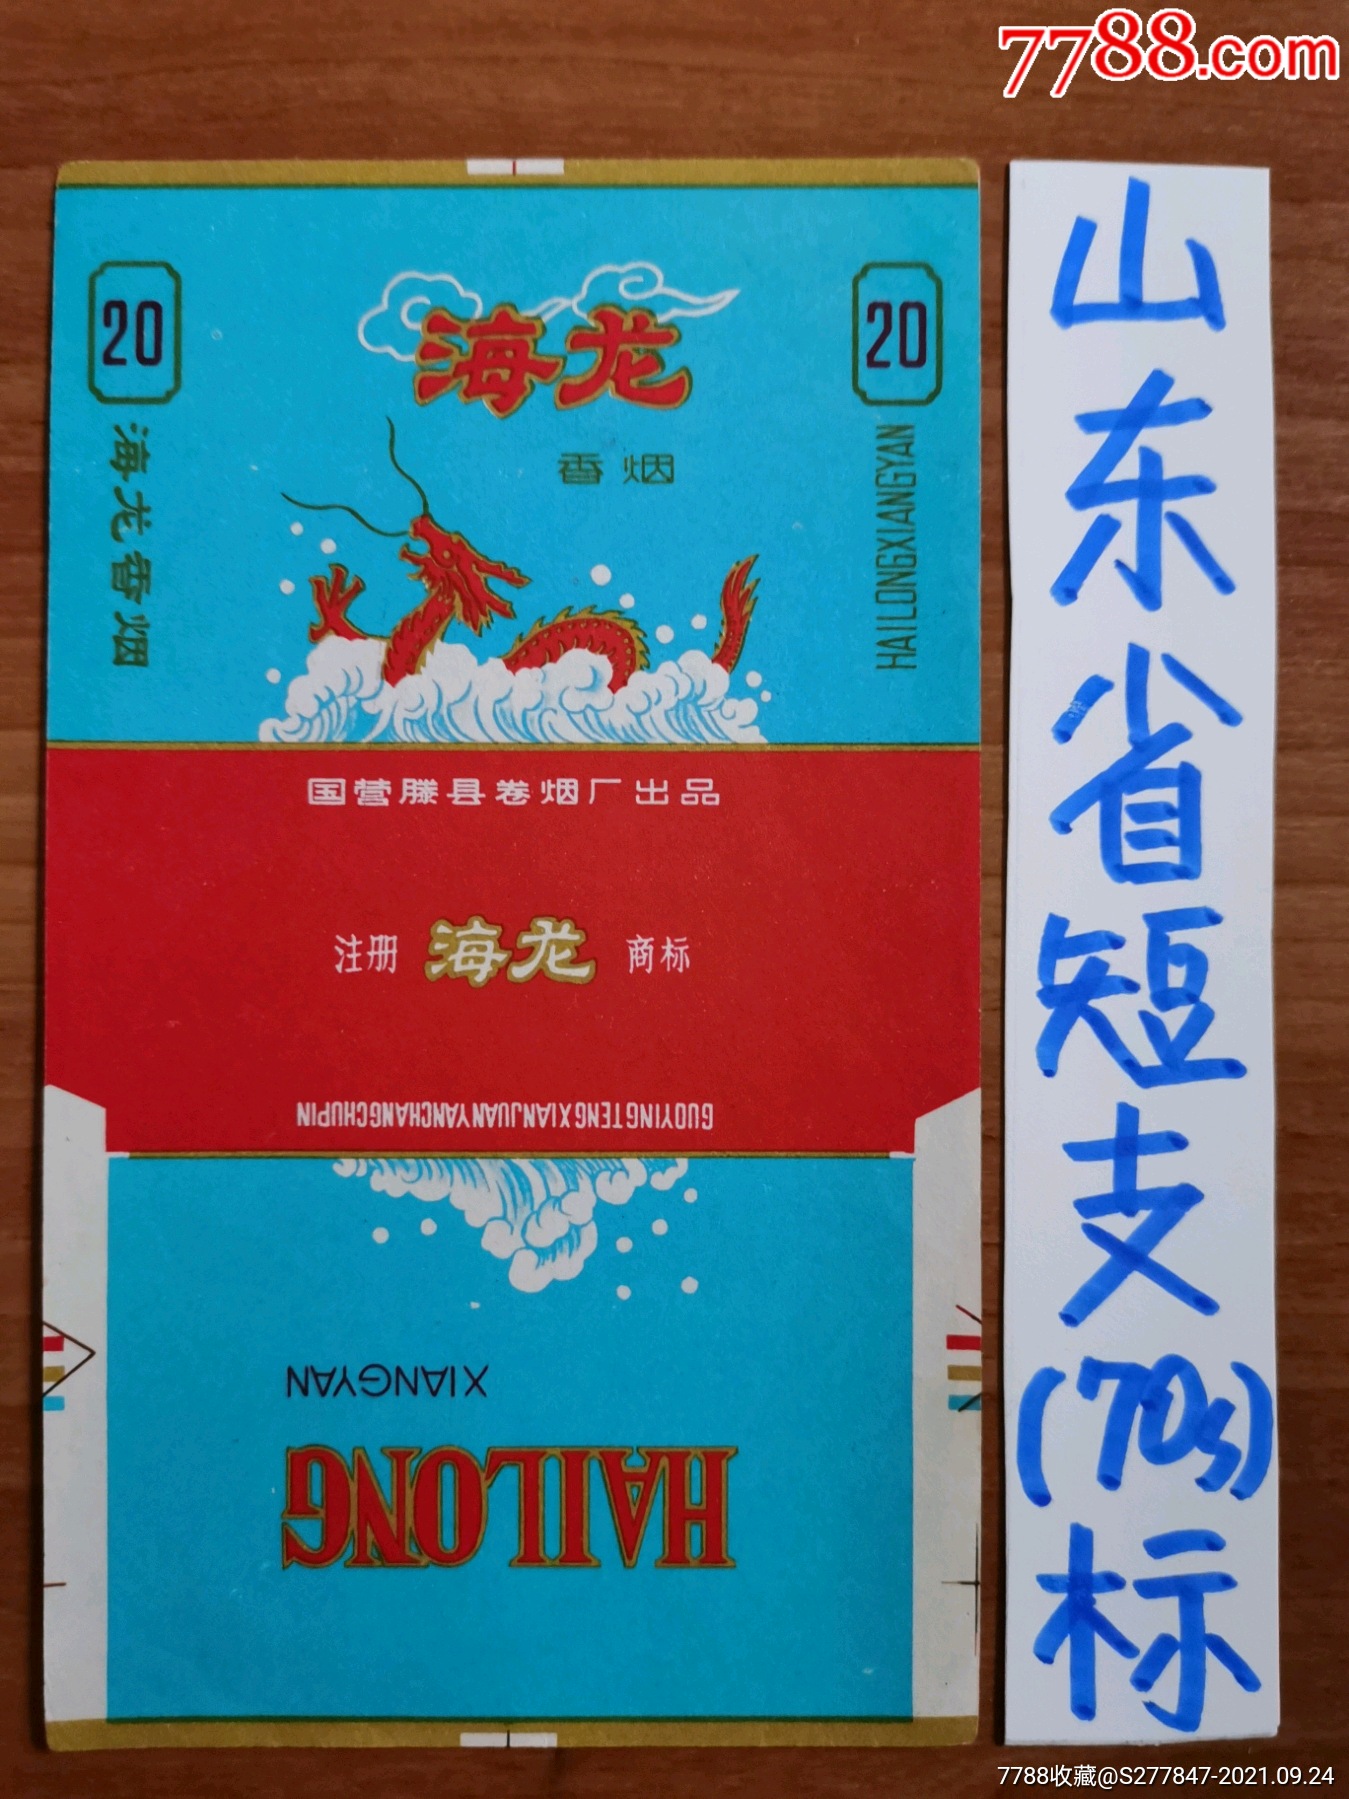 7788.com
20
20
海龙
香烟
海龙香烟
HAILONGXIANGYAN
国营滕县卷烟厂出品
注册 海龙 商标
GUOYINGTENGXIANJUANYANCHANGCHUPIN
XIANGYAN
HAILONG
山东省短支(70s)标
7788收藏@S277847-2021.09.24